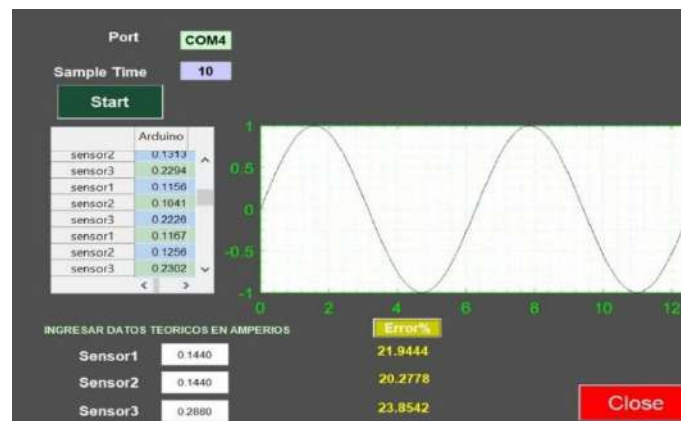 Port COM4
Sample Time 10
Start
Arduino
sensor2 0.1313
sensor3 0.2294
sensor1 0.1156
sensor2 0.1041
sensor3 0.2226
sensor1 0.1167
sensor2 0.1256
sensor3 0.2302
1
0.5
0
-0.5
-1
0 2 4 6 8 10 12
INGRESAR DATOS TEORICOS EN AMPERIOS Error%
Sensor1 0.1440 21.9444
Sensor2 0.1440 20.2778
Sensor3 0.2880 23.8542
Close